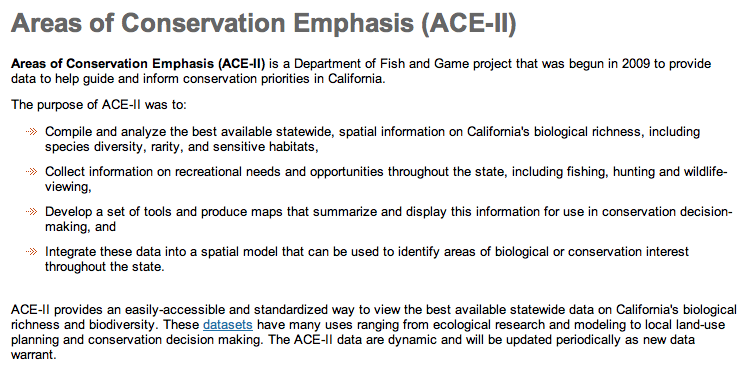 Areas of Conservation Emphasis (ACE-II)
Areas of Conservation Emphasis (ACE-II) is a Department of Fish and Game project that was begun in 2009 to provide
data to help guide and inform conservation priorities in California.
The purpose of ACE-II was to:
Compile and analyze the best available statewide, spatial information on California's biological richness, including
species diversity, rarity, and sensitive habitats,
Collect information on recreational needs and opportunities throughout the state, including fishing, hunting and wildlife-
viewing,
Develop a set of tools and produce maps that summarize and display this information for use in conservation decision-
making, and
Integrate these data into a spatial model that can be used to identify areas of biological or conservation interest
throughout the state.
ACE-II provides an easily-accessible and standardized way to view the best available statewide data on California's biological
richness and biodiversity. These datasets have many uses ranging from ecological research and modeling to local land-use
planning and conservation decision making. The ACE-II data are dynamic and will be updated periodically as new data
warrant.